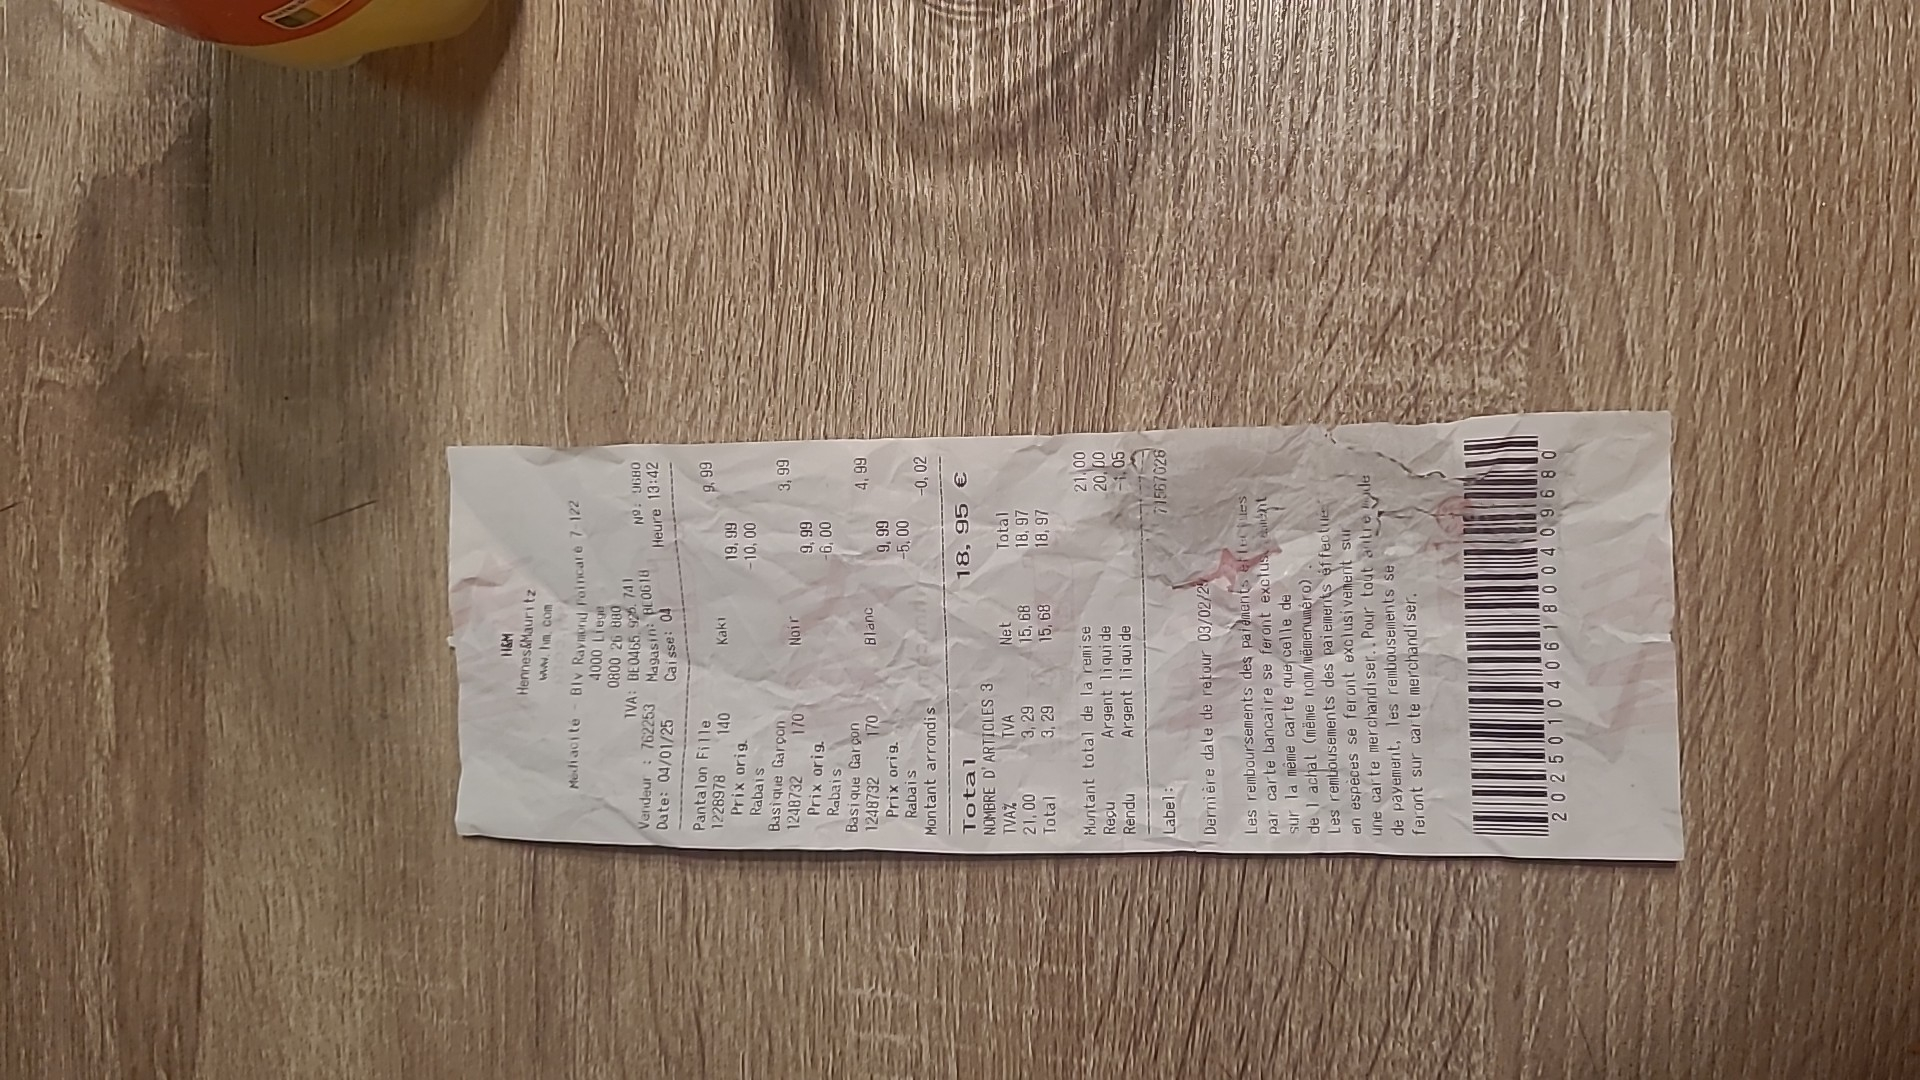 H&M
Hennes&Mauritz
www.hm.com
Médiacité - Blv Raymond Poincaré 7-122
4000 Liege
0800 26 880
TVA: BE0465.925.741
Vendeur : 762253 Magasin: BE0618 Nº: 9680
Date: 04/01/25 Caisse: 04 Heure 13:42
Pantalon Fille 9,99
1228978 140 Kaki
Prix orig. 19,99
Rabais -10,00
Basique Garçon 3,99
1248732 170 Noir
Prix orig. 9,99
Rabais -6,00
Basique Garçon 4,99
1248732 170 Blanc
Prix orig. 9,99
Rabais -5,00
Montant arrondis -0,02
Total 18,95 €
NOMBRE D'ARTICLES 3
TVA% TVA Net Total
21,00 3,29 15,68 18,97
Total 3,29 15,68 18,97
Montant total de la remise 21,00
Reçu Argent liquide 20,00
Rendu Argent liquide -1,05
Label: 71567026
Dernière date de retour 03/02/25
Les remboursements des paiements effectues
par carte bancaire se feront exclusivement
sur la même carte que celle de
de l achat (même nom/mêmenuméro).
Les remboursements des paiements effectues
en espèces se feront exclusivement sur
une carte merchandiser.. Pour tout autre mode
de payement, les remboursements se
feront sur carte merchandiser.
20250104061800409680